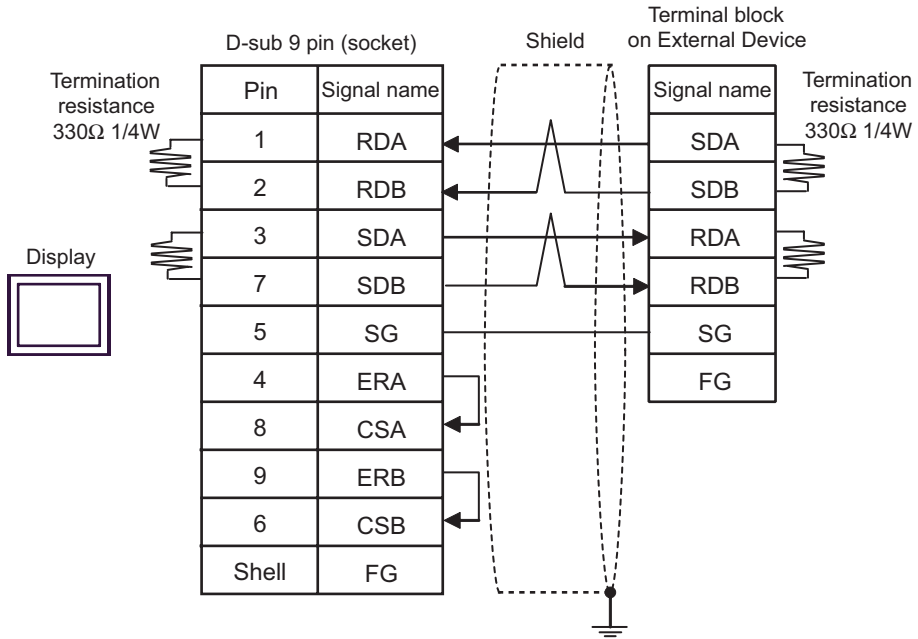 D-sub 9 pin (socket)
Shield
Terminal block
on External Device
Termination
resistance
330Ω 1/4W
Termination
resistance
330Ω 1/4W
Display
Pin Signal name
1 RDA
2 RDB
3 SDA
7 SDB
5 SG
4 ERA
8 CSA
9 ERB
6 CSB
Shell FG
Signal name
SDA
SDB
RDA
RDB
SG
FG